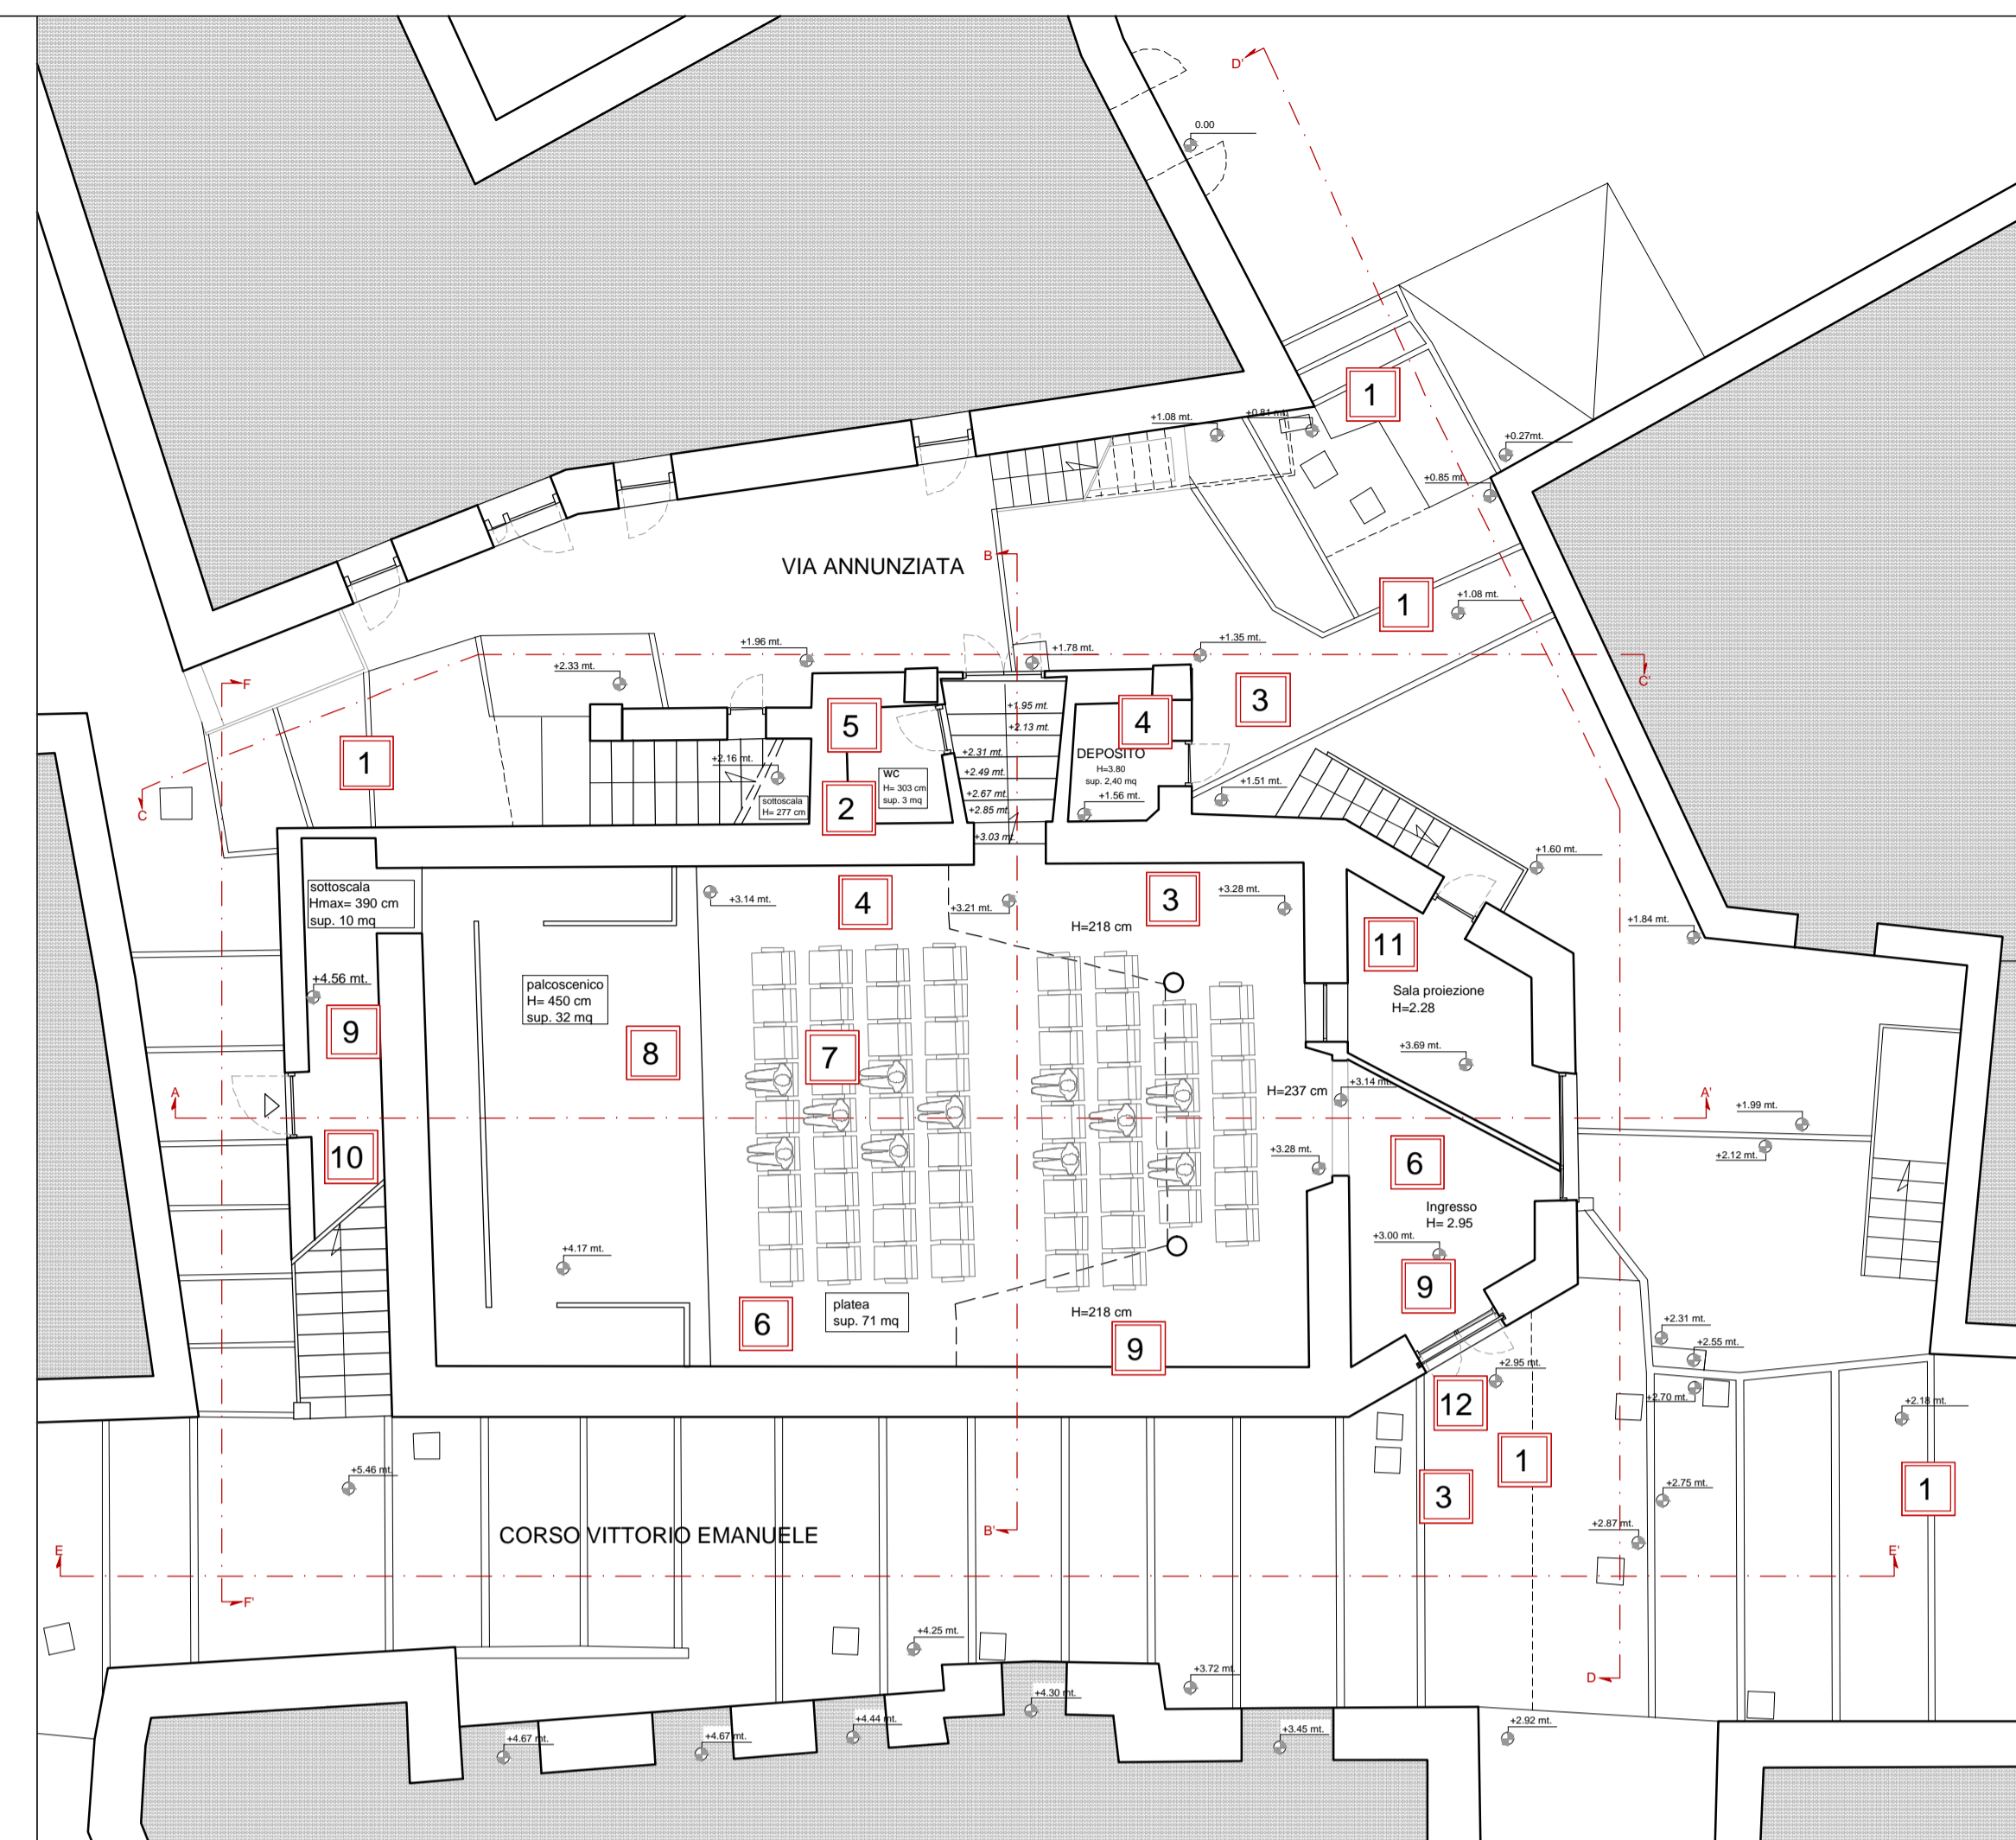 D'
0.00
1
+1.08 mt.
+0.81 mt.
+0.27mt.
+0.85 mt.
B
VIA ANNUNZIATA
1
+1.08 mt.
+1.96 mt.
+1.78 mt.
+1.35 mt.
+2.33 mt.
C'
F
3
+1.95 mt.
5
4
+2.13 mt.
1
+2.16 mt.
+2.31 mt.
DEPOSITO
H=3.80
sup. 2,40 mq
WC
H= 303 cm
sup. 3 mq
+2.49 mt.
+1.51 mt.
C
sottoscala
H= 277 cm
2
+2.67 mt.
+1.56 mt.
+2.85 mt.
+3.03 mt.
+1.60 mt.
sottoscala
Hmax= 390 cm
sup. 10 mq
4
3
+3.28 mt.
+3.14 mt.
+3.21 mt.
H=218 cm
+1.84 mt.
11
+4.56 mt.
palcoscenico
H= 450 cm
sup. 32 mq
Sala proiezione
H=2.28
9
8
7
+3.69 mt.
H=237 cm
+3.14 mt.
A
A'
+1.99 mt.
10
+3.28 mt.
6
+2.12 mt.
Ingresso
H= 2.95
+4.17 mt.
+3.00 mt.
9
6
platea
sup. 71 mq
H=218 cm
+2.31 mt.
9
+2.55 mt.
+2.95 mt.
12
+2.70 mt.
+2.18 mt.
1
+5.46 mt.
3
+2.75 mt.
1
CORSO VITTORIO EMANUELE
B'
+2.87 mt.
E
E'
F'
+4.25 mt.
+3.72 mt.
D
+4.30 mt.
+4.44 mt.
+4.67 mt.
+4.67 mt.
+3.45 mt.
+2.92 mt.